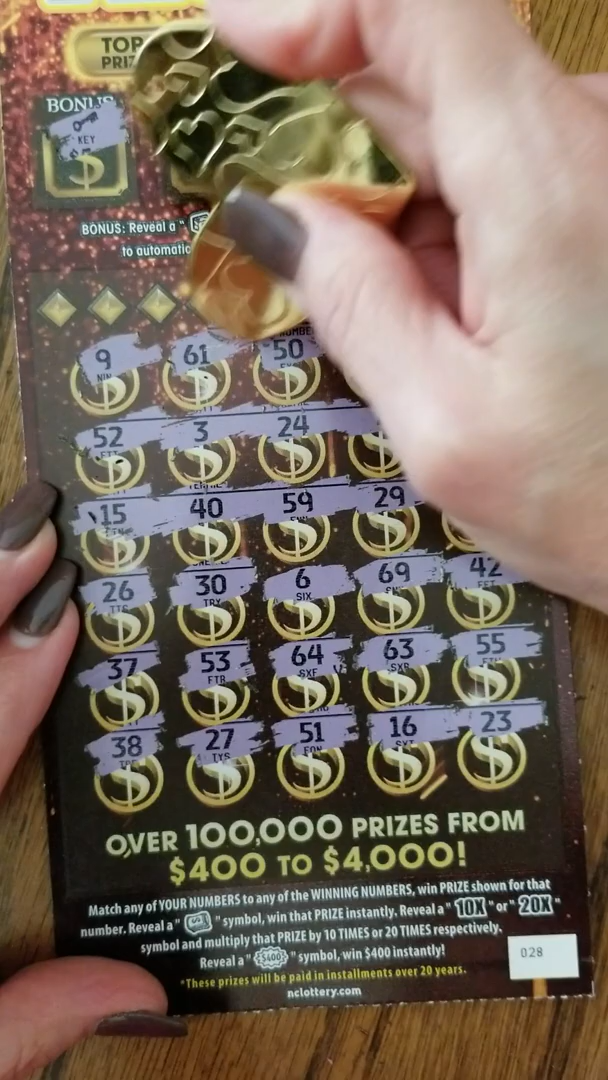 TOP
PRIZ
BONUS
KEY
BONUS: Reveal a "
to automatic
9 61 50
52 3 24
15 40 59 29
26 30 6 69 42
SIX
37 53 64 63 55
38 27 51 16 23
OVER 100,000 PRIZES FROM
$400 TO $4,000!
Match any of YOUR NUMBERS to any of the WINNING NUMBERS, win PRIZE shown for that
number. Reveal a " " symbol, win that PRIZE instantly. Reveal a "10X" or "20X"
symbol and multiply that PRIZE by 10 TIMES or 20 TIMES respectively.
Reveal a "$400" symbol, win $400 instantly!
*These prizes will be paid in installments over 20 years.
nclottery.com
028